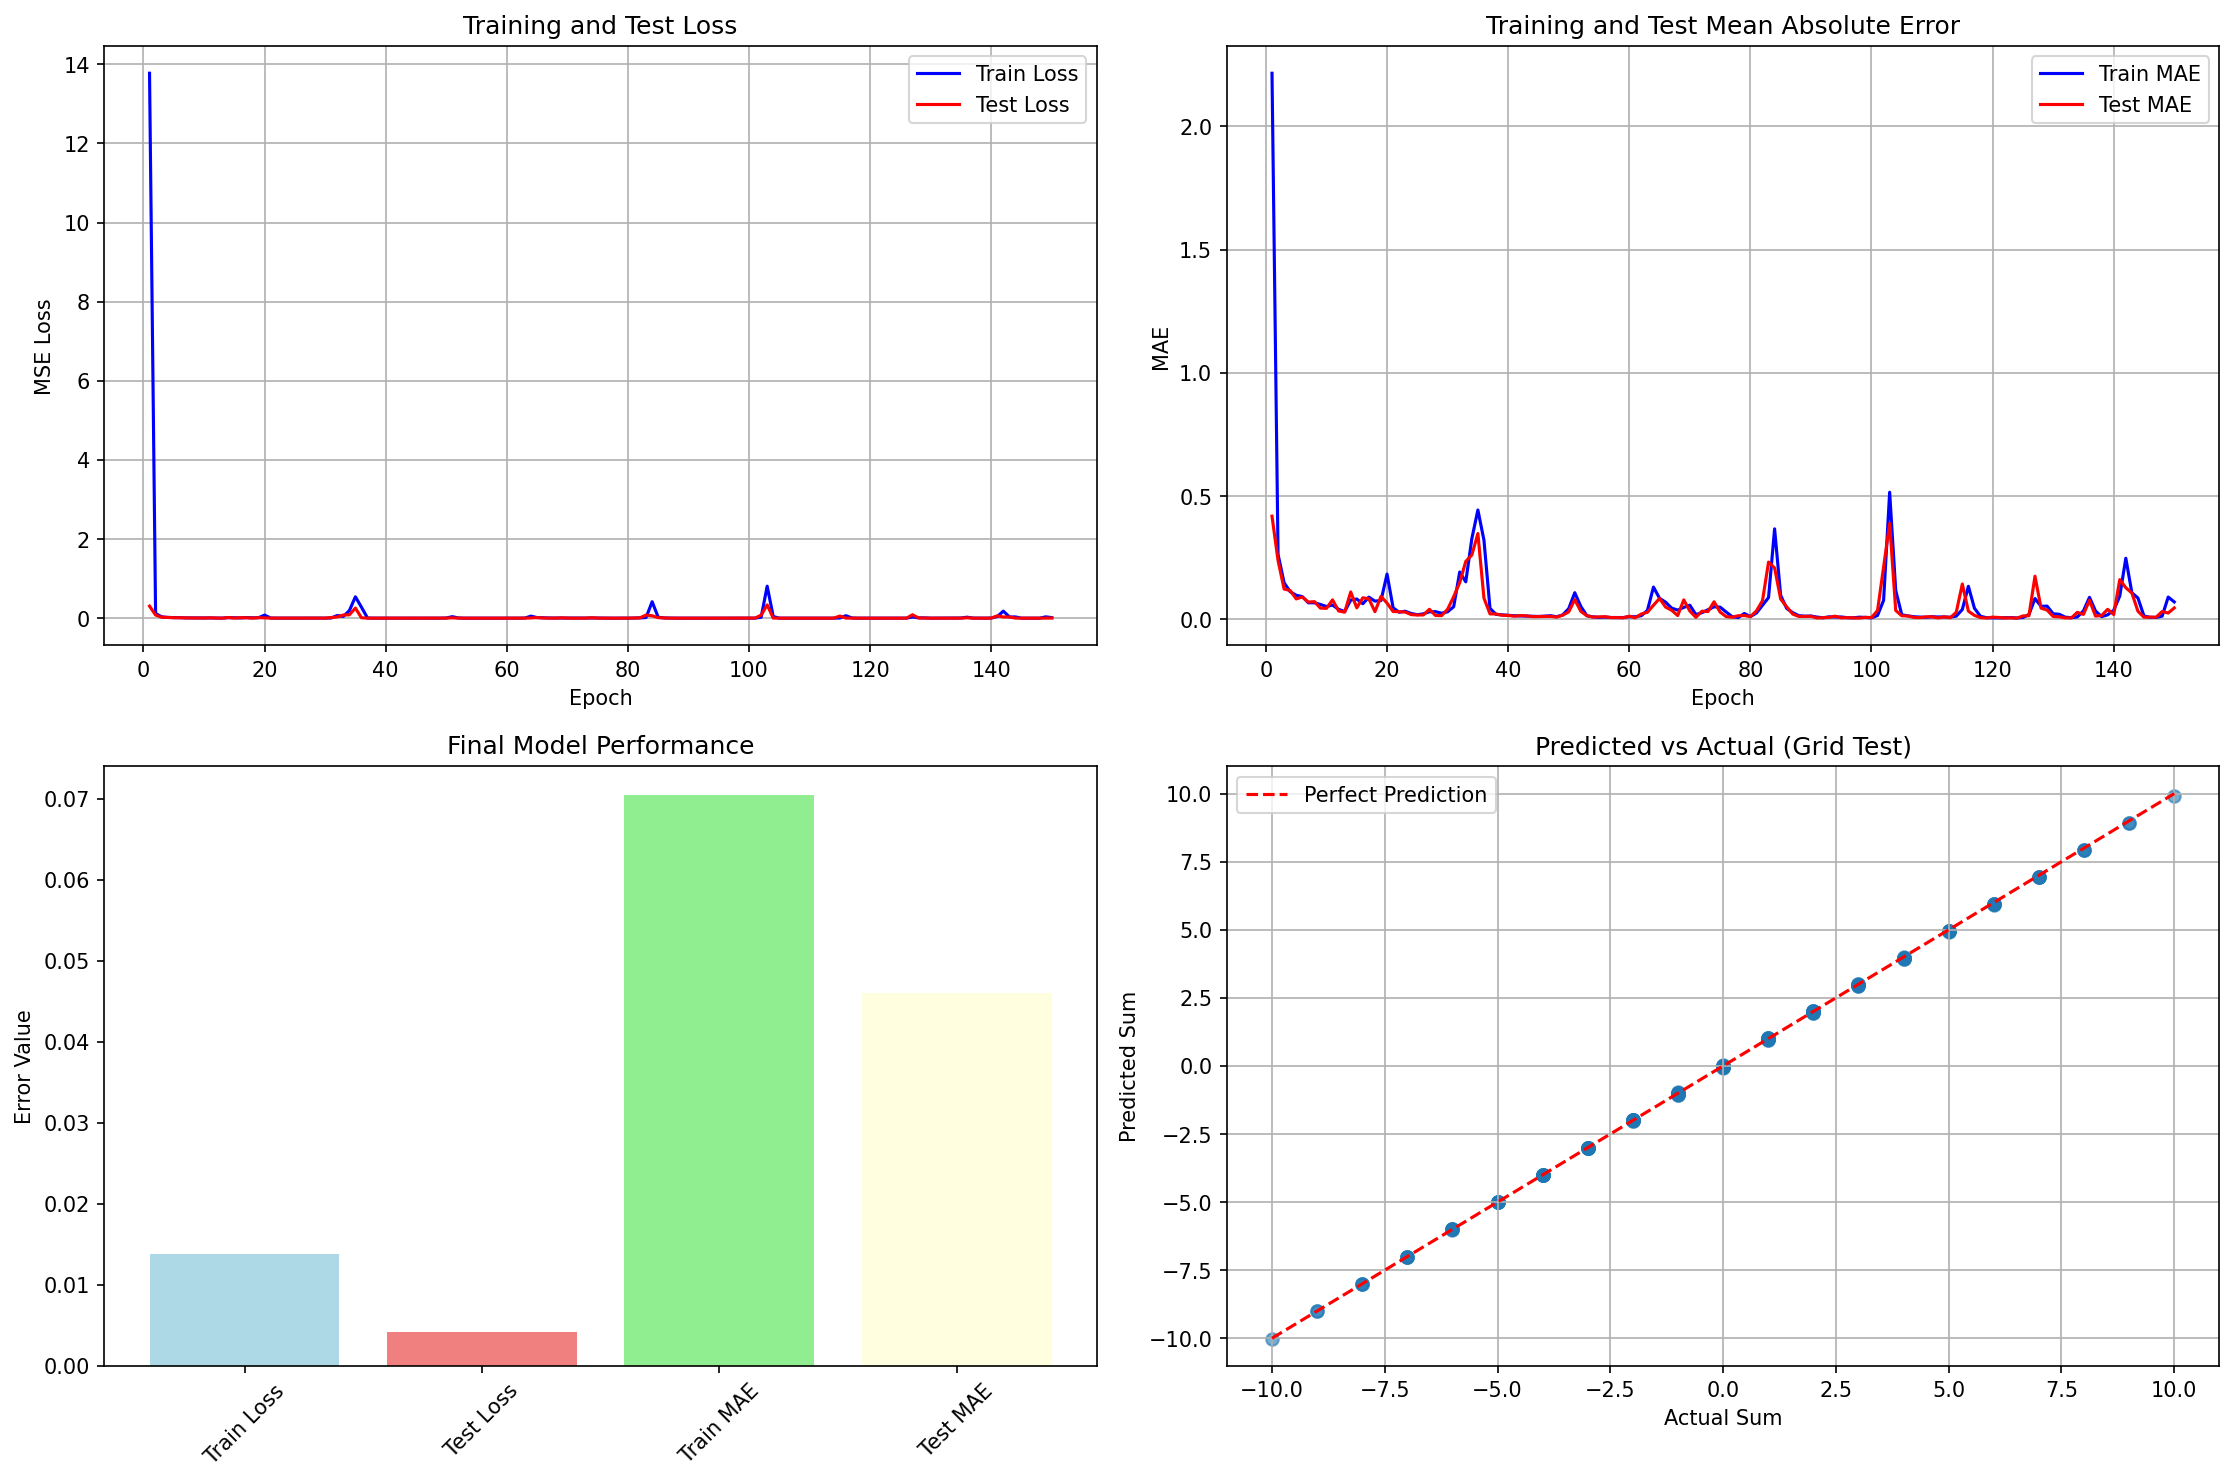 Training and Test Loss
14
12
10
8
6
4
2
0
MSE Loss
Train Loss
Test Loss
0 20 40 60 80 100 120 140
Epoch
Training and Test Mean Absolute Error
2.0
1.5
1.0
0.5
0.0
MAE
Train MAE
Test MAE
0 20 40 60 80 100 120 140
Epoch
Final Model Performance
0.07
0.06
0.05
0.04
0.03
0.02
0.01
0.00
Error Value
Train Loss
Test Loss
Train MAE
Test MAE
Predicted vs Actual (Grid Test)
10.0
7.5
5.0
2.5
0.0
−2.5
−5.0
−7.5
−10.0
Predicted Sum
Perfect Prediction
−10.0 −7.5 −5.0 −2.5 0.0 2.5 5.0 7.5 10.0
Actual Sum